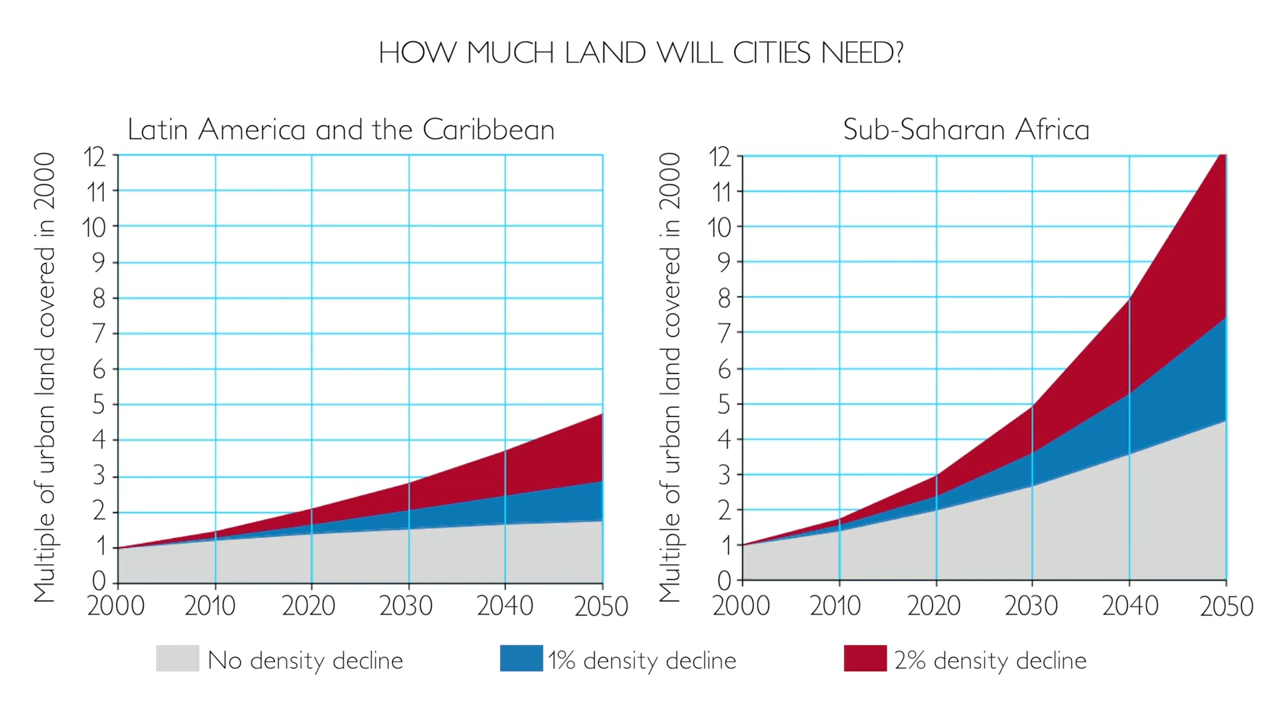 HOW MUCH LAND WILL CITIES NEED?
Latin America and the Caribbean
Multiple of urban land covered in 2000
12
11
10
9
8
7
6
5
4
3
2
1
0
2000 2010 2020 2030 2040 2050
Sub-Saharan Africa
Multiple of urban land covered in 2000
12
11
10
9
8
7
6
5
4
3
2
1
0
2000 2010 2020 2030 2040 2050
No density decline
1% density decline
2% density decline